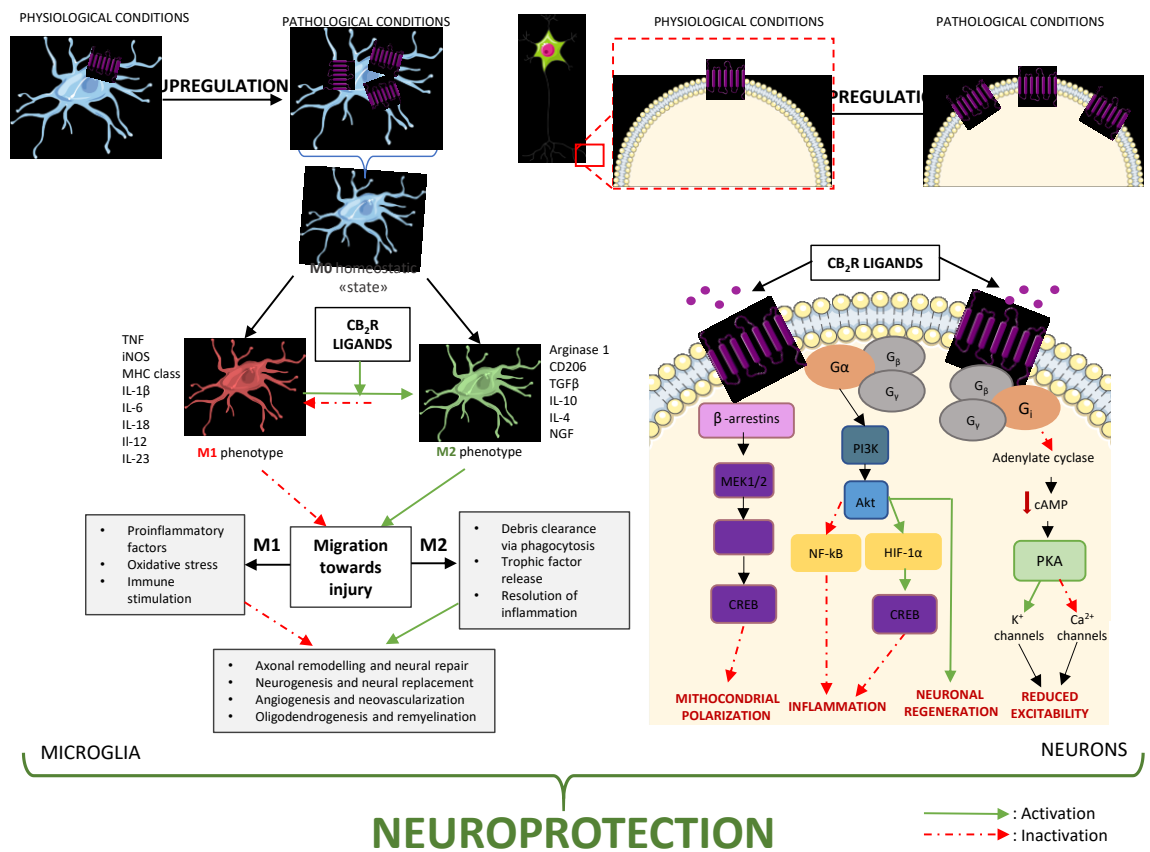 PHYSIOLOGICAL CONDITIONS
PATHOLOGICAL CONDITIONS
UPREGULATION
PHYSIOLOGICAL CONDITIONS
PATHOLOGICAL CONDITIONS
M0 homeostatic
«state»
CB2R
LIGANDS
TNF
iNOS
MHC class
IL-1β
IL-6
IL-18
Il-12
IL-23
Arginase 1
CD206
TGFβ
IL-10
IL-4
NGF
M1 phenotype
M2 phenotype
• Proinflammatory
factors
• Oxidative stress
• Immune
stimulation
M1
Migration
towards
injury
M2
• Debris clearance
via phagocytosis
• Trophic factor
release
• Resolution of
inflammation
• Axonal remodelling and neural repair
• Neurogenesis and neural replacement
• Angiogenesis and neovascularization
• Oligodendrogenesis and remyelination
MICROGLIA
CB2R LIGANDS
Gα
Gβ
Gγ
Gβ
Gγ
Gi
β-arrestins
MEK1/2
CREB
PI3K
Akt
NF-kB
HIF-1α
CREB
Adenylate cyclase
cAMP
PKA
K+
channels
Ca2+
channels
MITHOCONDRIAL
POLARIZATION
INFLAMMATION
NEURONAL
REGENERATION
REDUCED
EXCITABILITY
NEURONS
NEUROPROTECTION
: Activation
: Inactivation